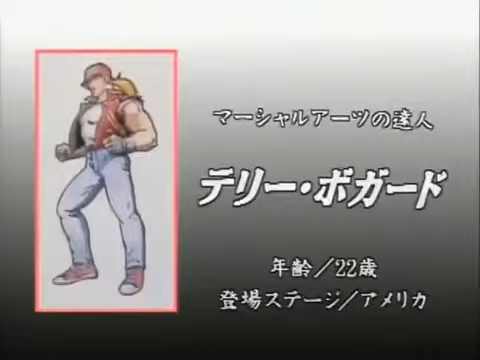 マーシャルアーツの達人
テリー・ボガード
年齢／22歳
登場ステージ／アメリカ